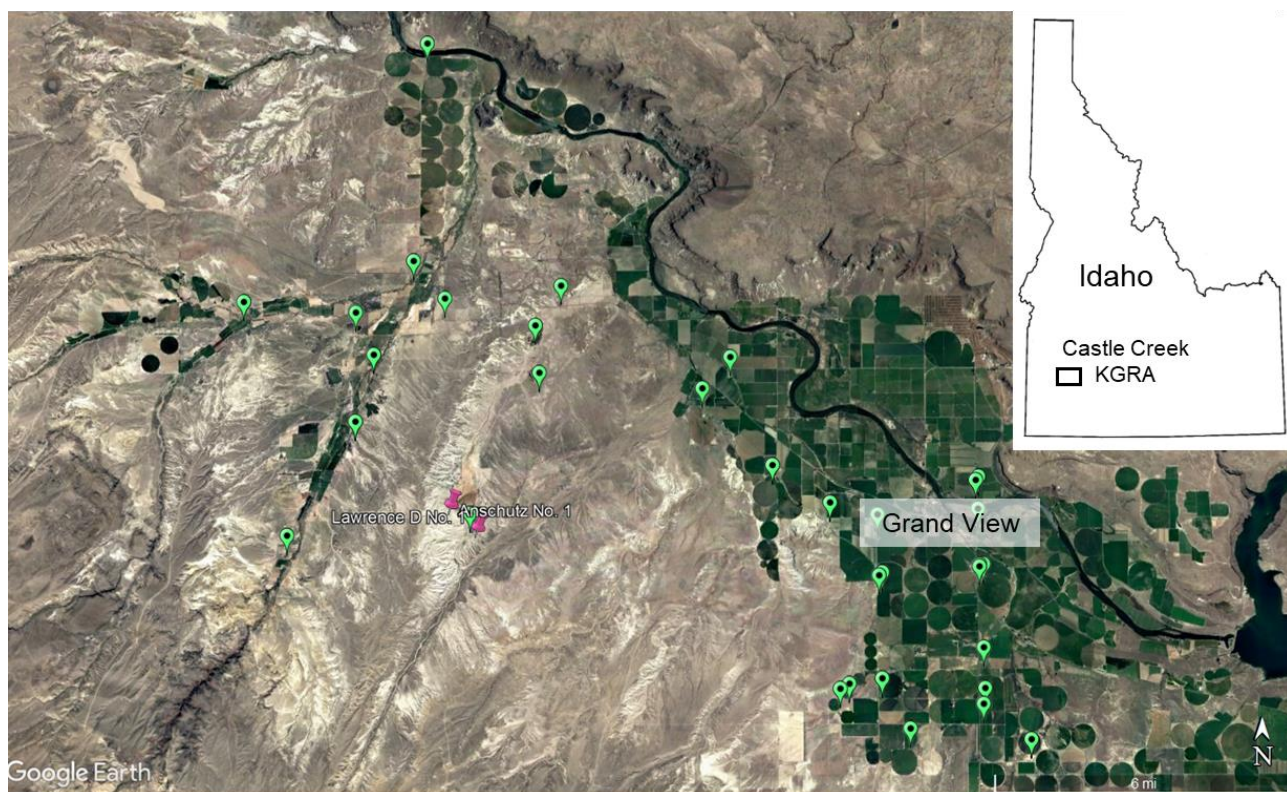 Idaho
Castle Creek
KGRA
Lawrence D No. 1
Anschutz No. 1
Grand View
Google Earth
N
6 mi